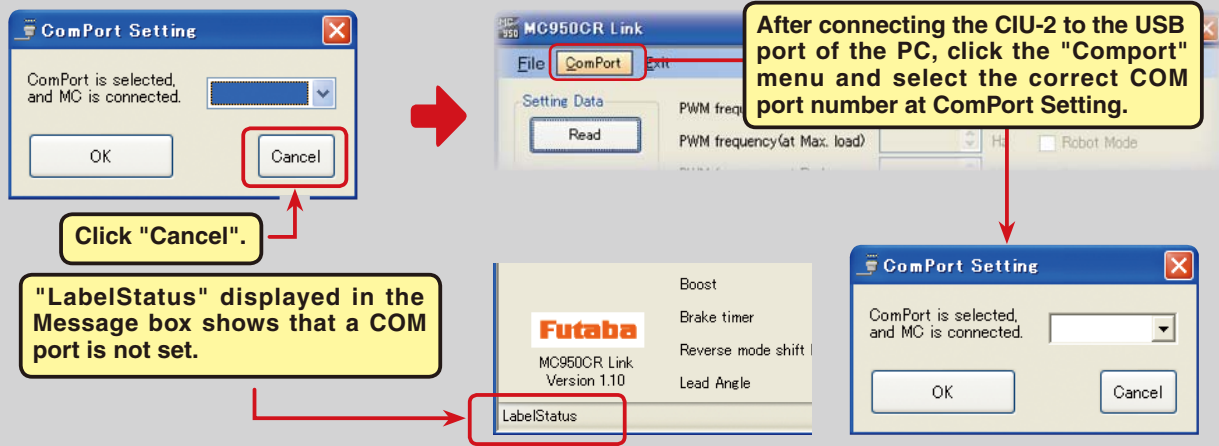 ComPort Setting
ComPort is selected,
and MC is connected.
OK
Cancel
Click "Cancel".
"LabelStatus" displayed in the
Message box shows that a COM
port is not set.
MC950CR Link
File ComPort Exit
Setting Data
Read
PWM
PWM frequency(at Max. load)
Hz
Robot Mode
After connecting the CIU-2 to the USB
port of the PC, click the "Comport"
menu and select the correct COM
port number at ComPort Setting.
Boost
Brake timer
Reverse mode shift
Lead Angle
Futaba
MC950CR Link
Version 1.10
LabelStatus
ComPort Setting
ComPort is selected,
and MC is connected.
OK
Cancel